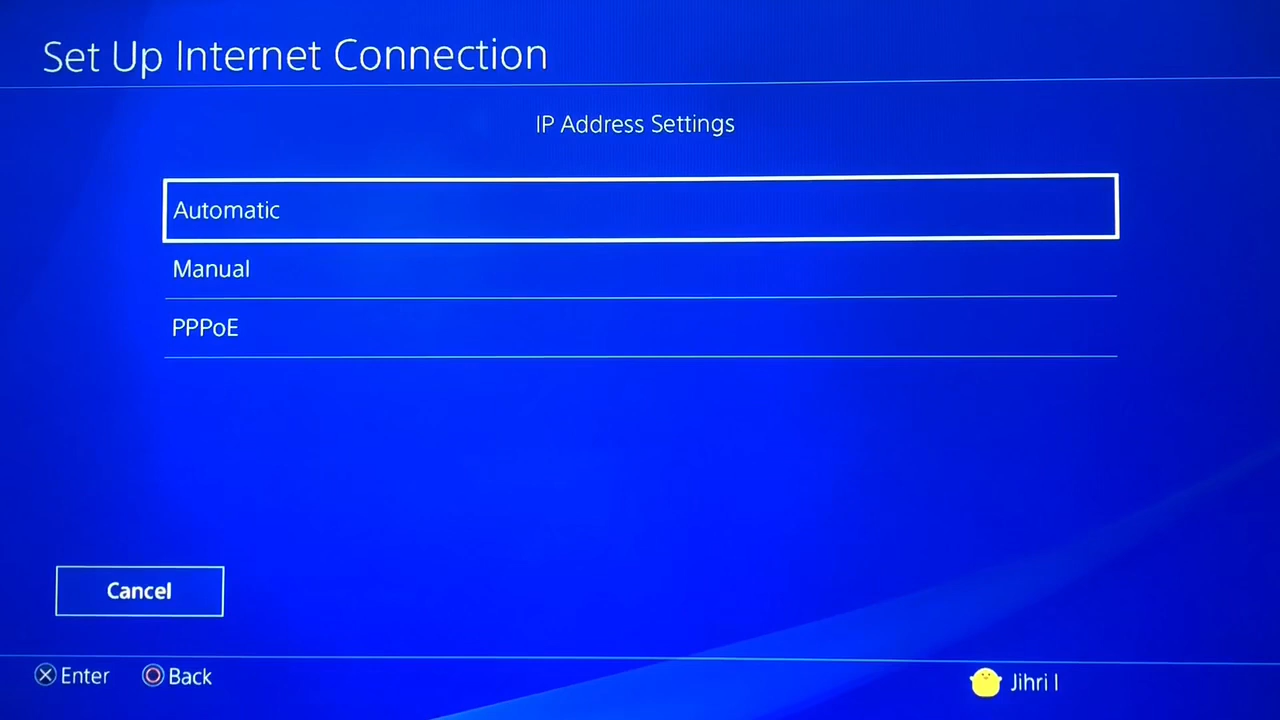 Set Up Internet Connection
IP Address Settings
Automatic
Manual
PPPoE
Cancel
Enter Back
Jihri I